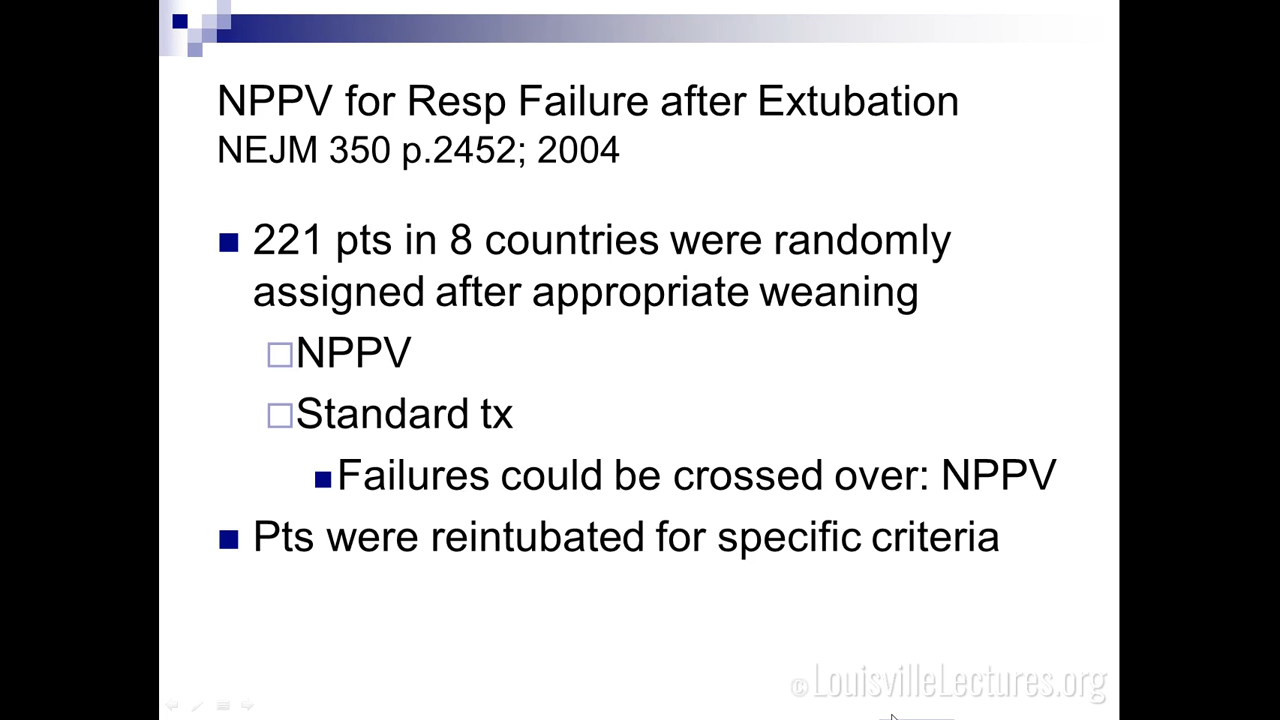 NPPV for Resp Failure after Extubation
NEJM 350 p.2452; 2004
221 pts in 8 countries were randomly
assigned after appropriate weaning
NPPV
Standard tx
Failures could be crossed over: NPPV
Pts were reintubated for specific criteria
©LouisvilleLectures.org